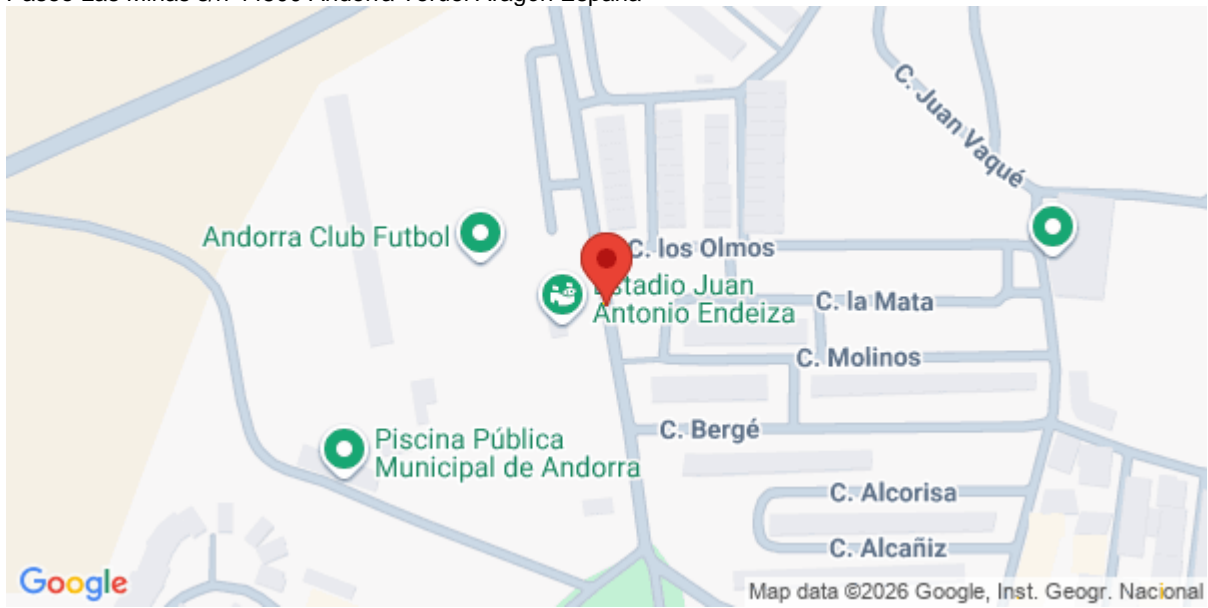 C. Juan Vaqué
Andorra Club Futbol
C. los Olmos
Estadio Juan
Antonio Endeiza
C. la Mata
C. Molinos
C. Bergé
Piscina Pública
Municipal de Andorra
C. Alcorisa
C. Alcañiz
Google
Map data ©2026 Google, Inst. Geogr. Nacional